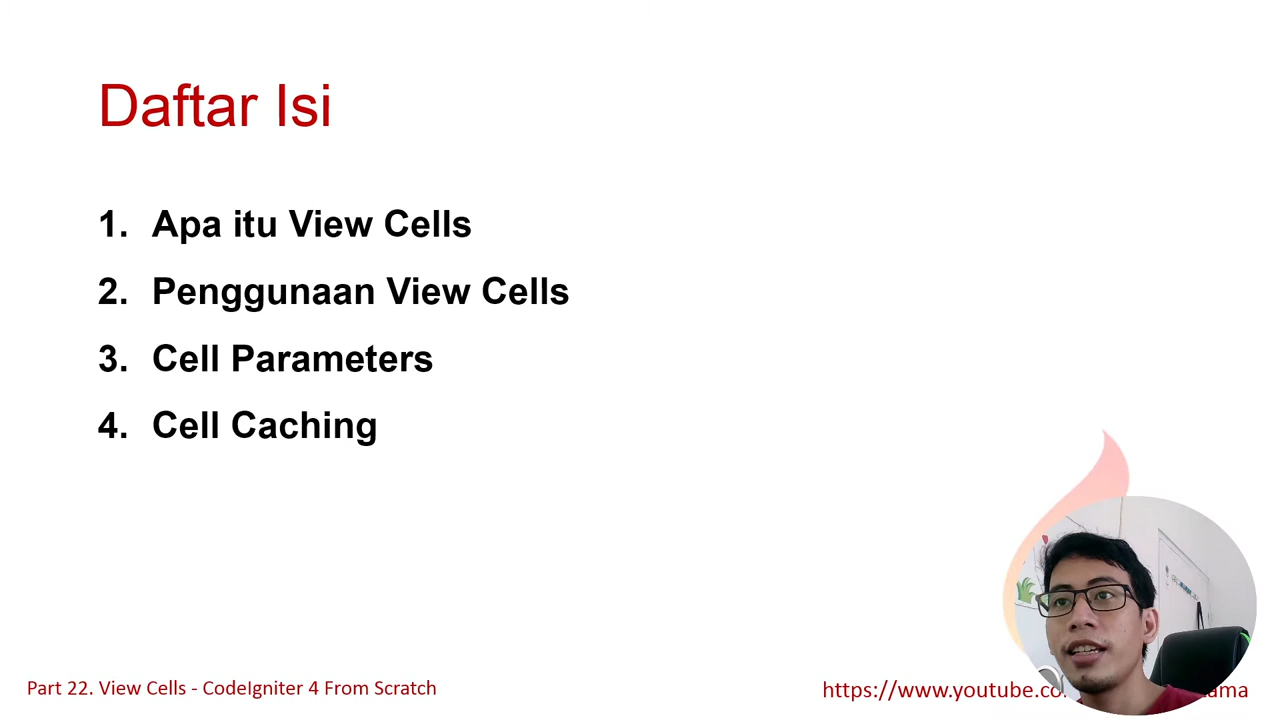 Daftar Isi
1. Apa itu View Cells
2. Penggunaan View Cells
3. Cell Parameters
4. Cell Caching
Part 22. View Cells - CodeIgniter 4 From Scratch
https://www.youtube.co